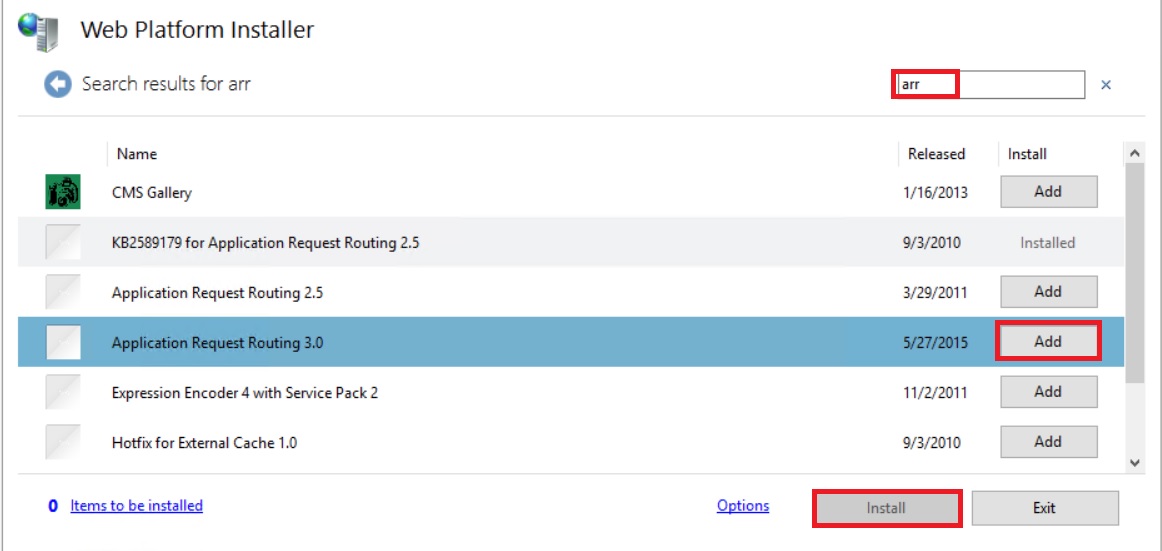 Web Platform Installer
Search results for arr
arr
Name Released Install
CMS Gallery 1/16/2013 Add
KB2589179 for Application Request Routing 2.5 9/3/2010 Installed
Application Request Routing 2.5 3/29/2011 Add
Application Request Routing 3.0 5/27/2015 Add
Expression Encoder 4 with Service Pack 2 11/2/2011 Add
Hotfix for External Cache 1.0 9/3/2010 Add
0 Items to be installed Options Install Exit